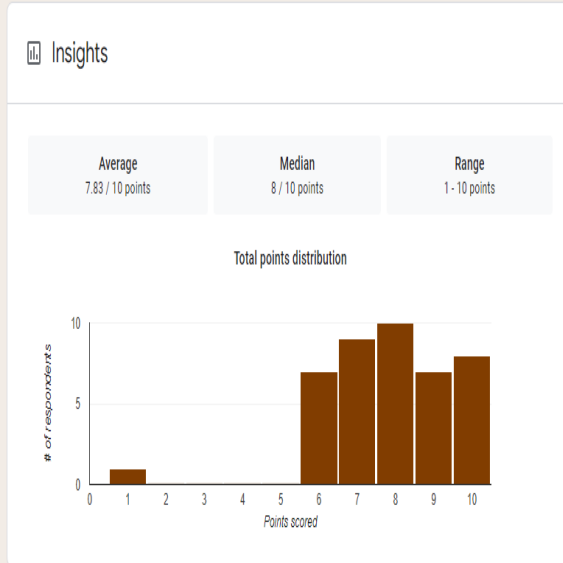 Insights
Average Median Range
7.83 / 10 points 8 / 10 points 1 - 10 points
Total points distribution
10
5
0
# of respondents
0 1 2 3 4 5 6 7 8 9 10
Points scored